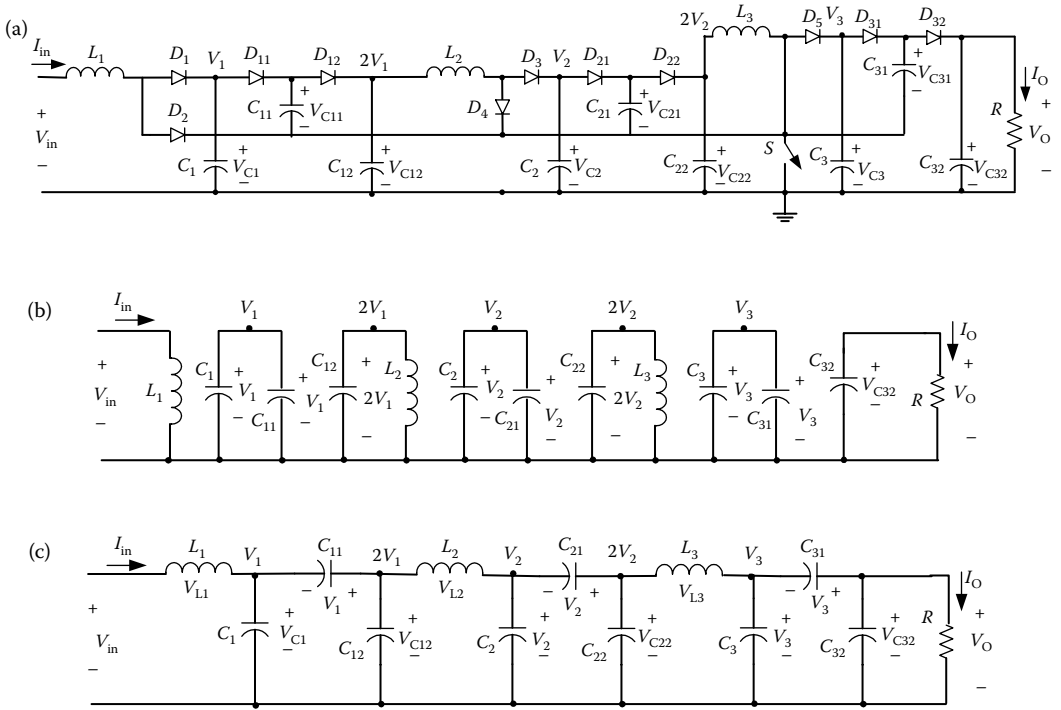 (a)
I_in L_1 D_1 V_1 D_11 D_12 2V_1 L_2 D_3 V_2 D_21 D_22 2V_2 L_3 D_5 V_3 D_31 D_32
D_2 C_11 + V_C11 − D_4 C_21 + V_C21 − C_31 + V_C31 − I_O
+ V_in − C_1 + V_C1 − C_12 + V_C12 − C_2 + V_C2 − C_22 + V_C22 − S C_3 + V_C3 − C_32 + V_C32 − R + V_O −
(b)
I_in V_1 2V_1 V_2 2V_2 V_3 I_O
+ V_in − L_1 C_1 + V_1 − C_11 + V_1 − C_12 + 2V_1 − L_2 C_2 + V_2 − C_21 + V_2 − C_22 + 2V_2 − L_3 C_3 + V_3 − C_31 + V_3 − C_32 + V_C32 − R + V_O −
(c)
I_in L_1 V_1 C_11 2V_1 L_2 V_2 C_21 2V_2 L_3 V_3 C_31 I_O
V_L1 − V_1 + V_L2 − V_2 + V_L3 − V_3 +
+ V_in − C_1 + V_C1 − C_12 + V_C12 − C_2 + V_2 − C_22 + V_C22 − C_3 + V_3 − C_32 + V_C32 − R + V_O −